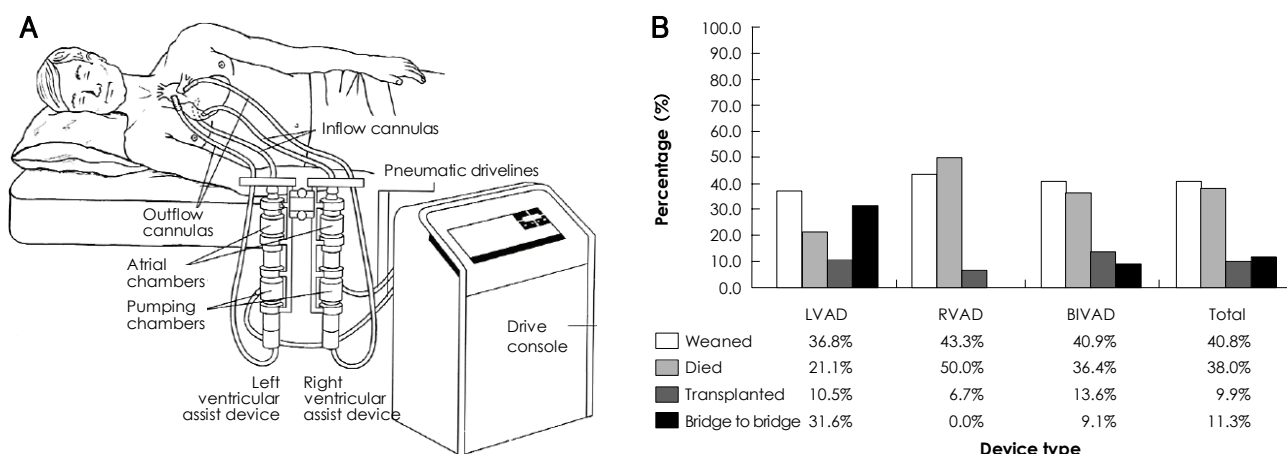 A
Inflow cannulas
Pneumatic drivelines
Outflow
cannulas
Atrial
chambers
Pumping
chambers
Drive
console
Left
ventricular
assist device
Right
ventricular
assist device
B
Percentage (%)
100.0
90.0
80.0
70.0
60.0
50.0
40.0
30.0
20.0
10.0
0.0
LVAD RVAD BIVAD Total
Weaned 36.8% 43.3% 40.9% 40.8%
Died 21.1% 50.0% 36.4% 38.0%
Transplanted 10.5% 6.7% 13.6% 9.9%
Bridge to bridge 31.6% 0.0% 9.1% 11.3%
Device type